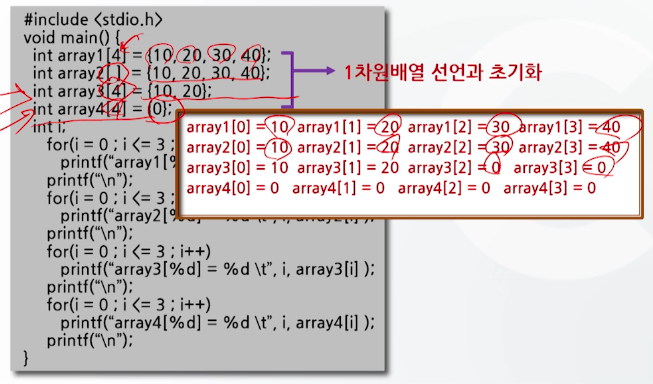 #include <stdio.h>
void main() {
int array1[4] = {10, 20, 30, 40};
int array2[ ] = {10, 20, 30, 40};
int array3[4] = {10, 20};
int array4[4] = {0};
int i;
1차원배열 선언과 초기화
for(i = 0 ; i <= 3 ;
printf("array1[%
printf("\n");
for(i = 0 ; i <= 3 ;
printf("array2[%d] = %d \t", i, array2[i] );
printf("\n");
for(i = 0 ; i <= 3 ; i++)
printf("array3[%d] = %d \t", i, array3[i] );
printf("\n");
for(i = 0 ; i <= 3 ; i++)
printf("array4[%d] = %d \t", i, array4[i] );
printf("\n");
}
array1[0] = 10 array1[1] = 20 array1[2] = 30 array1[3] = 40
array2[0] = 10 array2[1] = 20 array2[2] = 30 array2[3] = 40
array3[0] = 10 array3[1] = 20 array3[2] = 0 array3[3] = 0
array4[0] = 0 array4[1] = 0 array4[2] = 0 array4[3] = 0